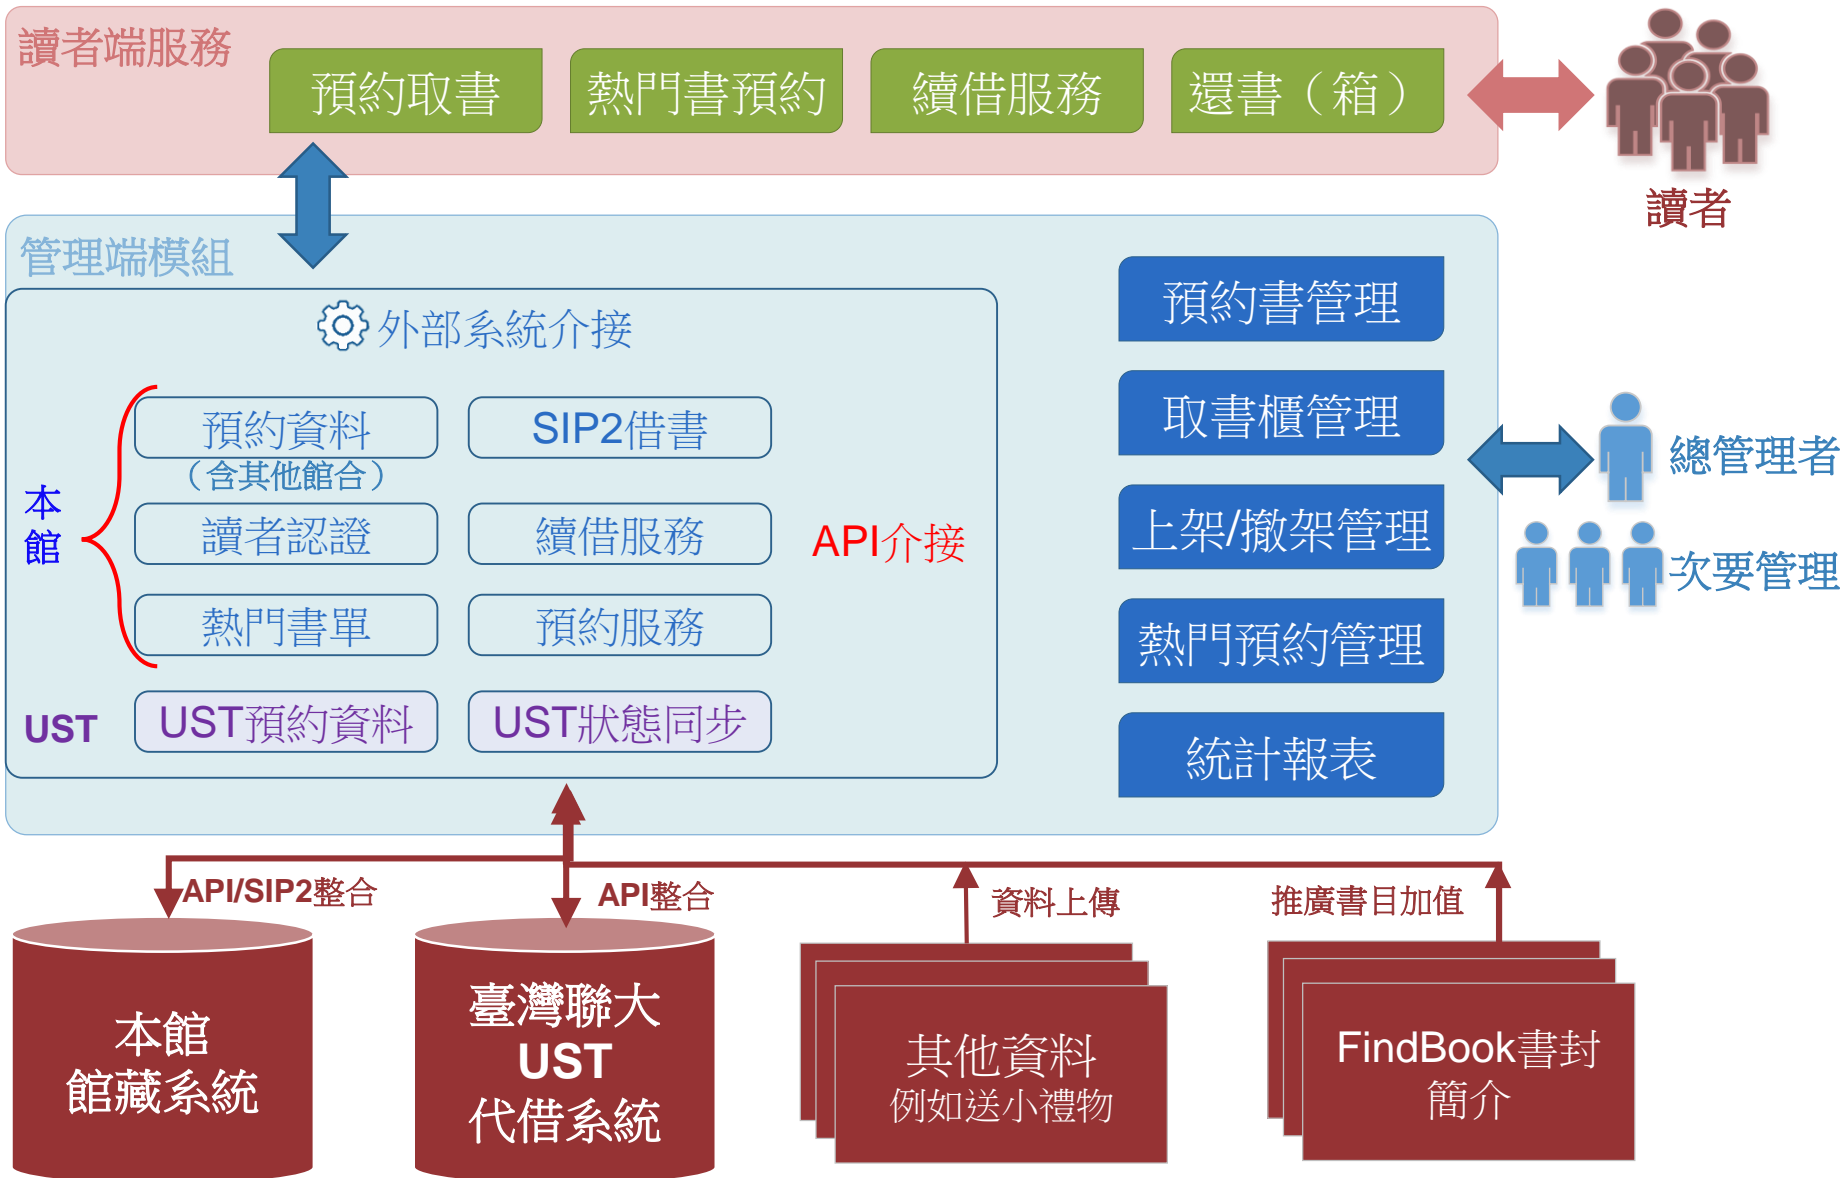 讀者端服務
預約取書
熱門書預約
續借服務
還書（箱）
讀者
管理端模組
外部系統介接
預約資料
（含其他館合）
SIP2借書
本
館
讀者認證
續借服務
API介接
熱門書單
預約服務
UST
UST預約資料
UST狀態同步
預約書管理
取書櫃管理
上架/撤架管理
熱門預約管理
統計報表
總管理者
次要管理
API/SIP2整合
API整合
資料上傳
推廣書目加值
本館
館藏系統
臺灣聯大
UST
代借系統
其他資料
例如送小禮物
FindBook書封
簡介